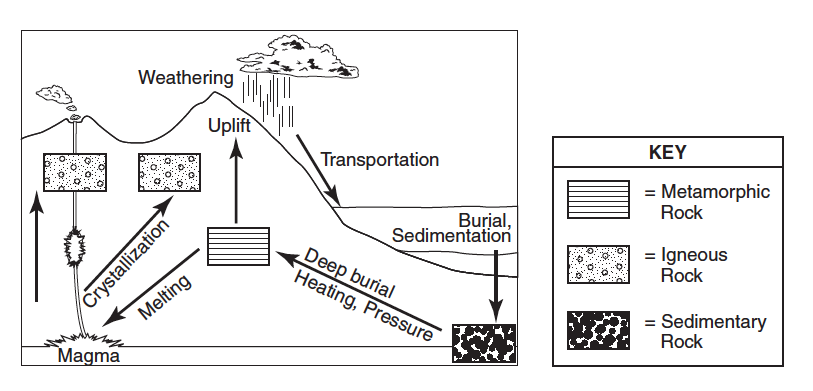 Weathering
Uplift
Transportation
Burial,
Sedimentation
Crystallization
Melting
Deep burial
Heating, Pressure
Magma
KEY
= Metamorphic
Rock
= Igneous
Rock
= Sedimentary
Rock